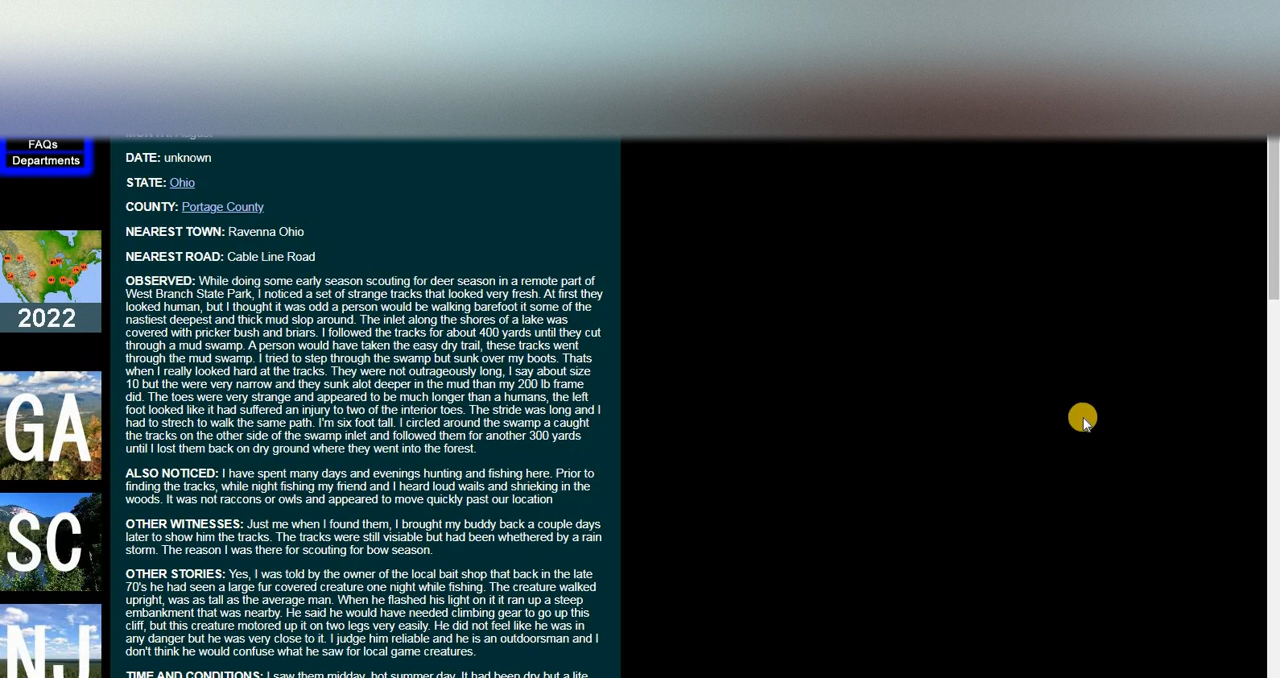 FAQs
Departments
DATE: unknown
STATE: Ohio
COUNTY: Portage County
NEAREST TOWN: Ravenna Ohio
NEAREST ROAD: Cable Line Road
OBSERVED: While doing some early season scouting for deer season in a remote part of
West Branch State Park, I noticed a set of strange tracks that looked very fresh. At first they
looked human, but I thought it was odd a person would be walking barefoot it some of the
nastiest deepest and thick mud slop around. The inlet along the shores of a lake was
covered with pricker bush and briars. I followed the tracks for about 400 yards until they cut
through a mud swamp. A person would have taken the easy dry trail, these tracks went
through the mud swamp. I tried to step through the swamp but sunk over my boots. Thats
when I really looked hard at the tracks. They were not outrageously long, I say about size
10 but the were very narrow and they sunk alot deeper in the mud than my 200 lb frame
did. The toes were very strange and appeared to be much longer than a humans, the left
foot looked like it had suffered an injury to two of the interior toes. The stride was long and I
had to strech to walk the same path. I'm six foot tall. I circled around the swamp a caught
the tracks on the other side of the swamp inlet and followed them for another 300 yards
until I lost them back on dry ground where they went into the forest.
ALSO NOTICED: I have spent many days and evenings hunting and fishing here. Prior to
finding the tracks, while night fishing my friend and I heard loud wails and shrieking in the
woods. It was not raccons or owls and appeared to move quickly past our location
OTHER WITNESSES: Just me when I found them, I brought my buddy back a couple days
later to show him the tracks. The tracks were still visiable but had been whethered by a rain
storm. The reason I was there for scouting for bow season.
OTHER STORIES: Yes, I was told by the owner of the local bait shop that back in the late
70's he had seen a large fur covered creature one night while fishing. The creature walked
upright, was as tall as the average man. When he flashed his light on it it ran up a steep
embankment that was nearby. He said he would have needed climbing gear to go up this
cliff, but this creature motored up it on two legs very easily. He did not feel like he was in
any danger but he was very close to it. I judge him reliable and he is an outdoorsman and I
don't think he would confuse what he saw for local game creatures.
TIME AND CONDITIONS: I saw them midday, hot summer day. It had been dry but a lite
2022
GA
SC
NJ